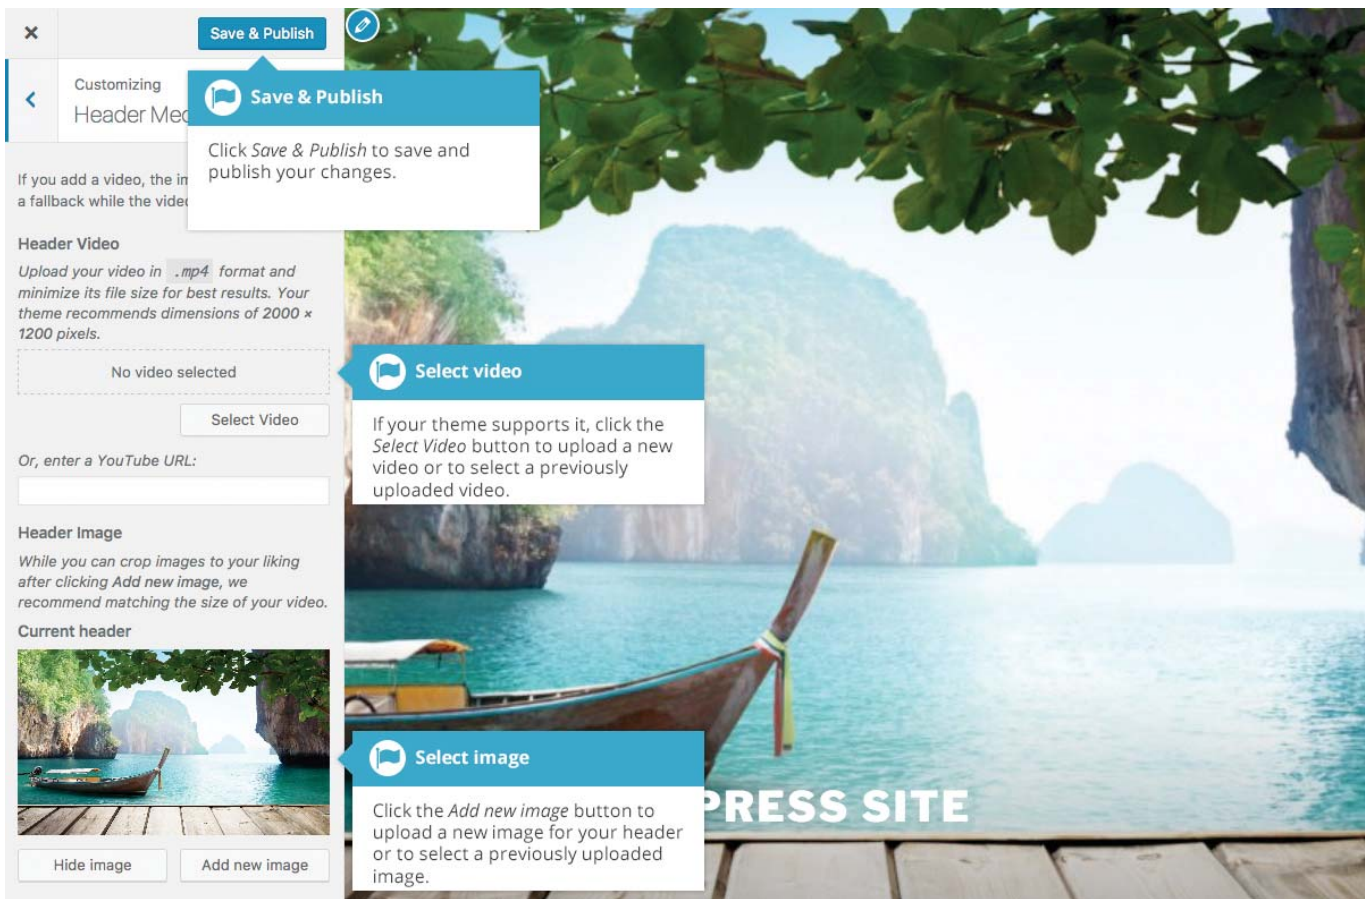 Save & Publish
Customizing
Header Med
Save & Publish
Click Save & Publish to save and
publish your changes.
If you add a video, the im
a fallback while the video
Header Video
Upload your video in .mp4 format and
minimize its file size for best results. Your
theme recommends dimensions of 2000 ×
1200 pixels.
No video selected
Select Video
Select video
If your theme supports it, click the
Select Video button to upload a new
video or to select a previously
uploaded video.
Or, enter a YouTube URL:
Header Image
While you can crop images to your liking
after clicking Add new image, we
recommend matching the size of your video.
Current header
Select image
Click the Add new image button to
upload a new image for your header
or to select a previously uploaded
image.
PRESS SITE
Hide image
Add new image